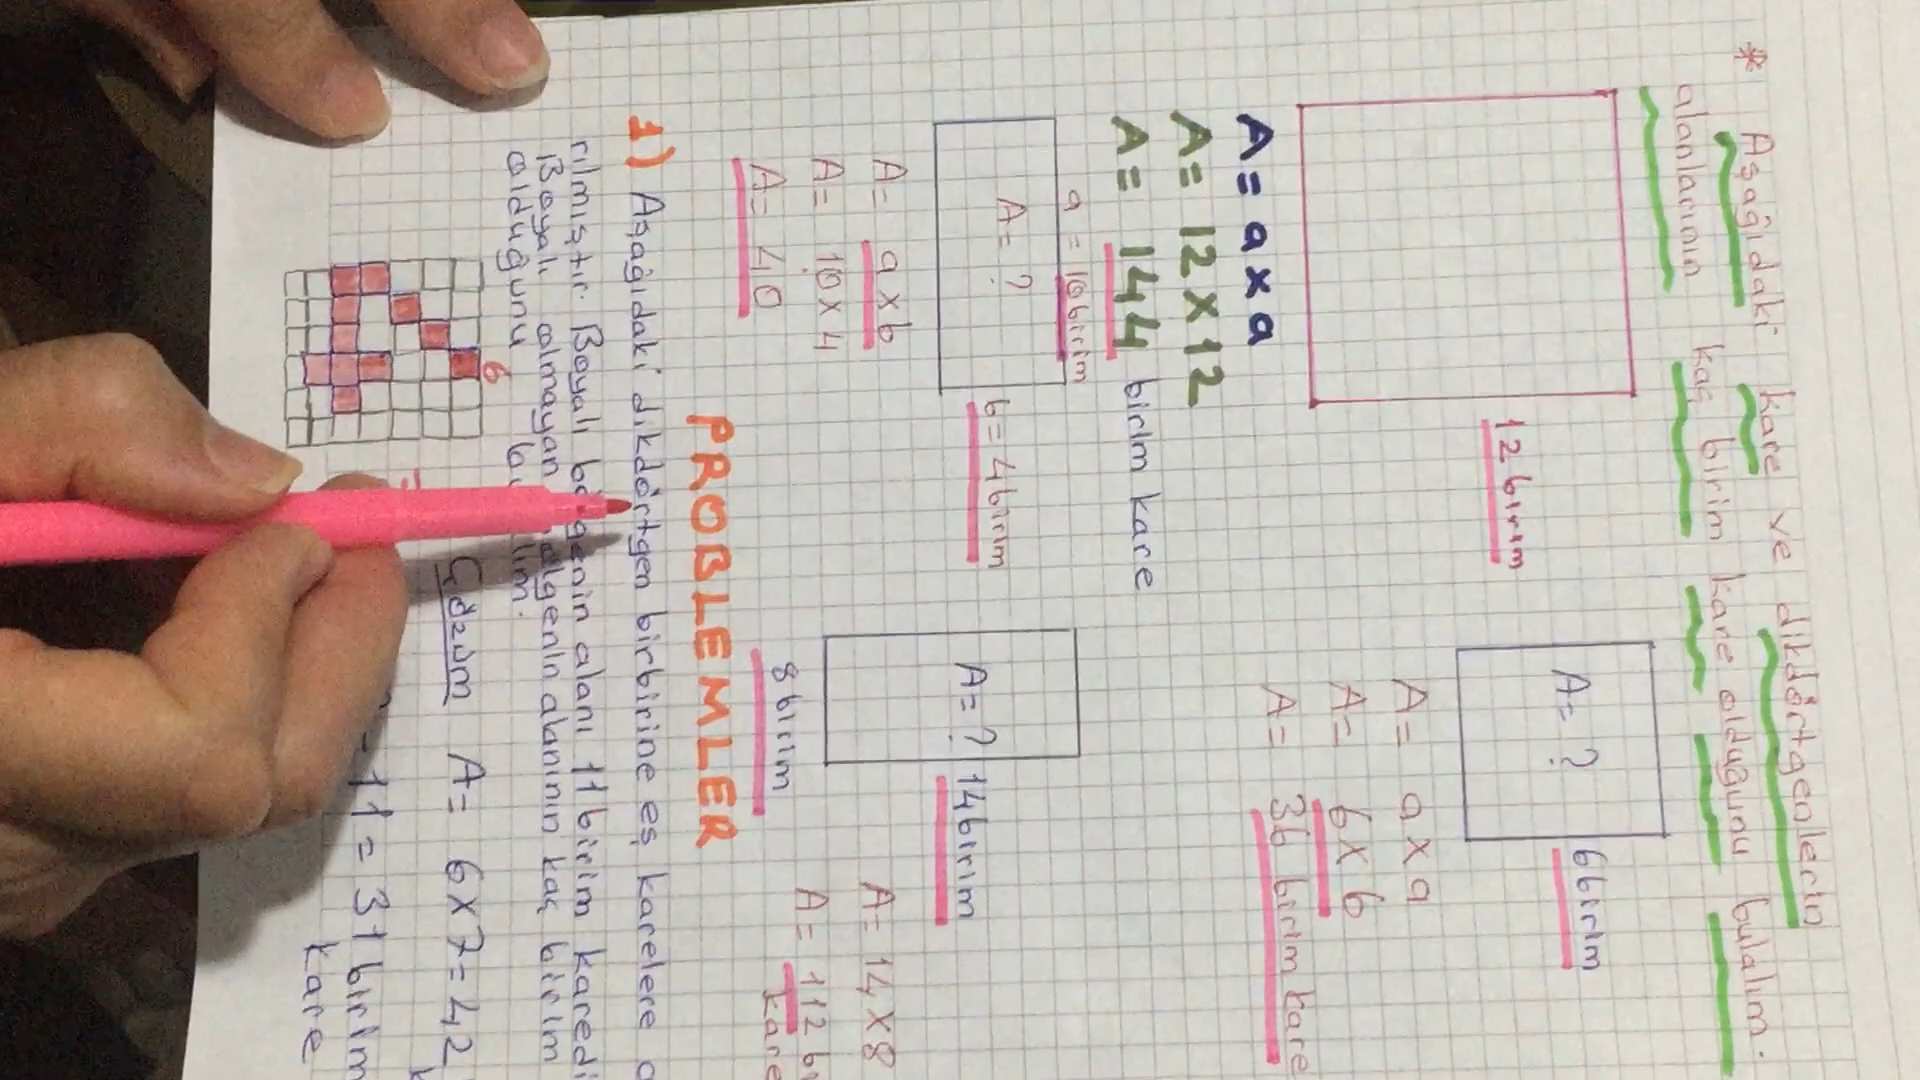 * Aşağıdaki kare ve dikdörtgenlerin
alanlarının kaç birim kare olduğunu bulalım.
12 birim
A= ?
6 birim
A= a x a
A= 12 x 12
A= 144 birim kare
A= a x a
A= 6 x 6
A= 36 birim kare
a = 10 birim
A= ?
b=4 birim
A= ?
14 birim
8 birim
A= a x b
A= 10 x 4
A= 40
A= 14 x 8
A= 112 bi
kare
PROBLEMLER
1) Aşağıdaki dikdörtgen birbirine eş karelere
rılmıştır. Boyalı bölgenin alanı 11 birim karedi
Boyalı olmayan bölgenin alanının kaç birim
olduğunu bulalım.
6
Çözüm A= 6 x 7 = 42
- 11 = 31 birim
kare